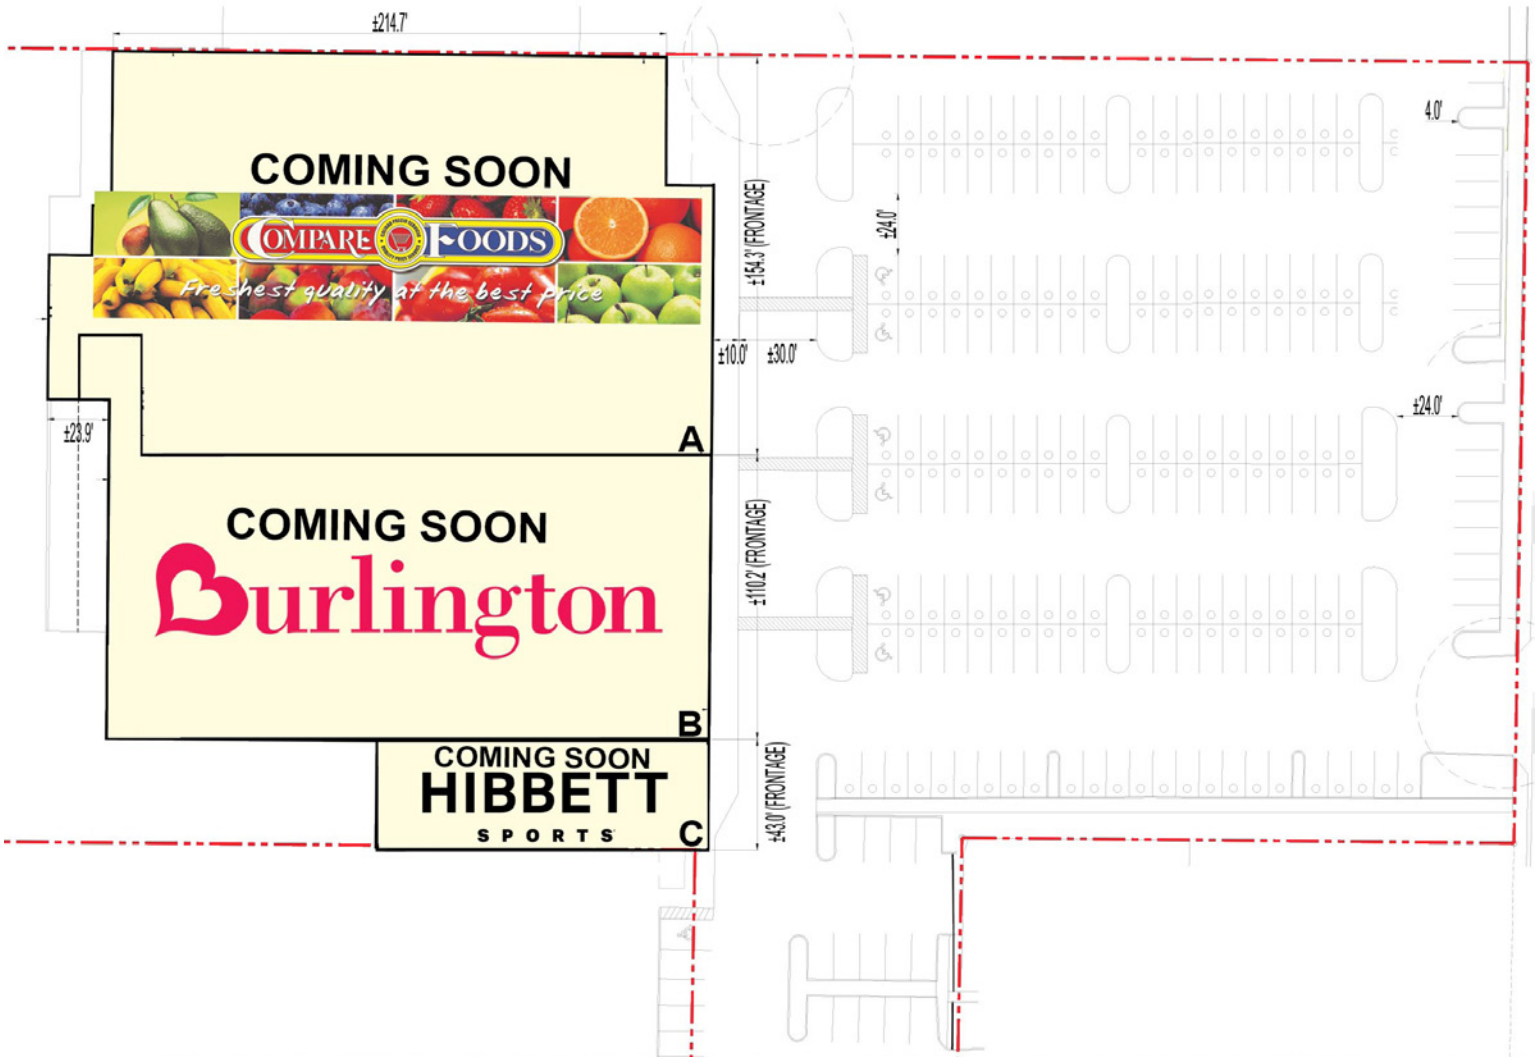 ±214.7'
COMING SOON
COMPARE FOODS
Freshest quality at the best price
A
±23.9'
±154.3' (FRONTAGE)
±10.0'
±30.0'
±24.0'
4.0'
±24.0'
COMING SOON
Burlington
B
±110.2' (FRONTAGE)
COMING SOON
HIBBETT
SPORTS
C
±43.0' (FRONTAGE)